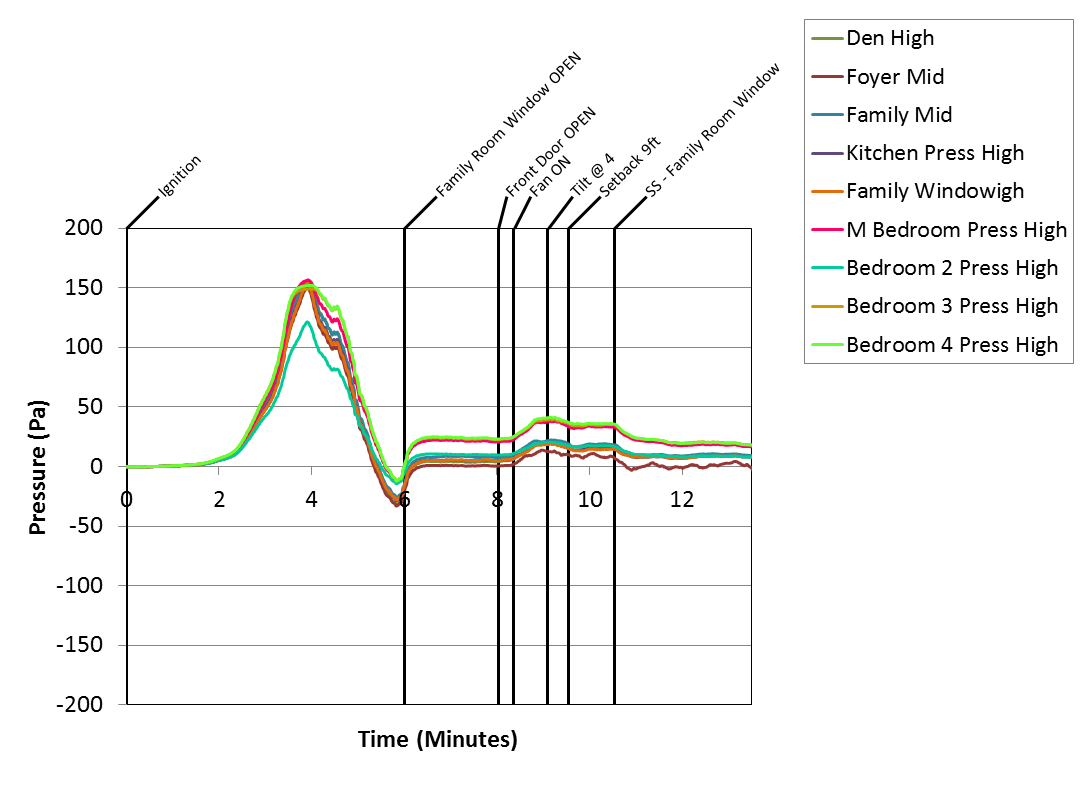 Ignition
Family Room Window OPEN
Front Door OPEN
Fan ON
Tilt @ 4
Setback 9ft
SS - Family Room Window
Den High
Foyer Mid
Family Mid
Kitchen Press High
Family Windowigh
M Bedroom Press High
Bedroom 2 Press High
Bedroom 3 Press High
Bedroom 4 Press High
200
150
100
50
0
-50
-100
-150
-200
0 2 4 6 8 10 12
Pressure (Pa)
Time (Minutes)